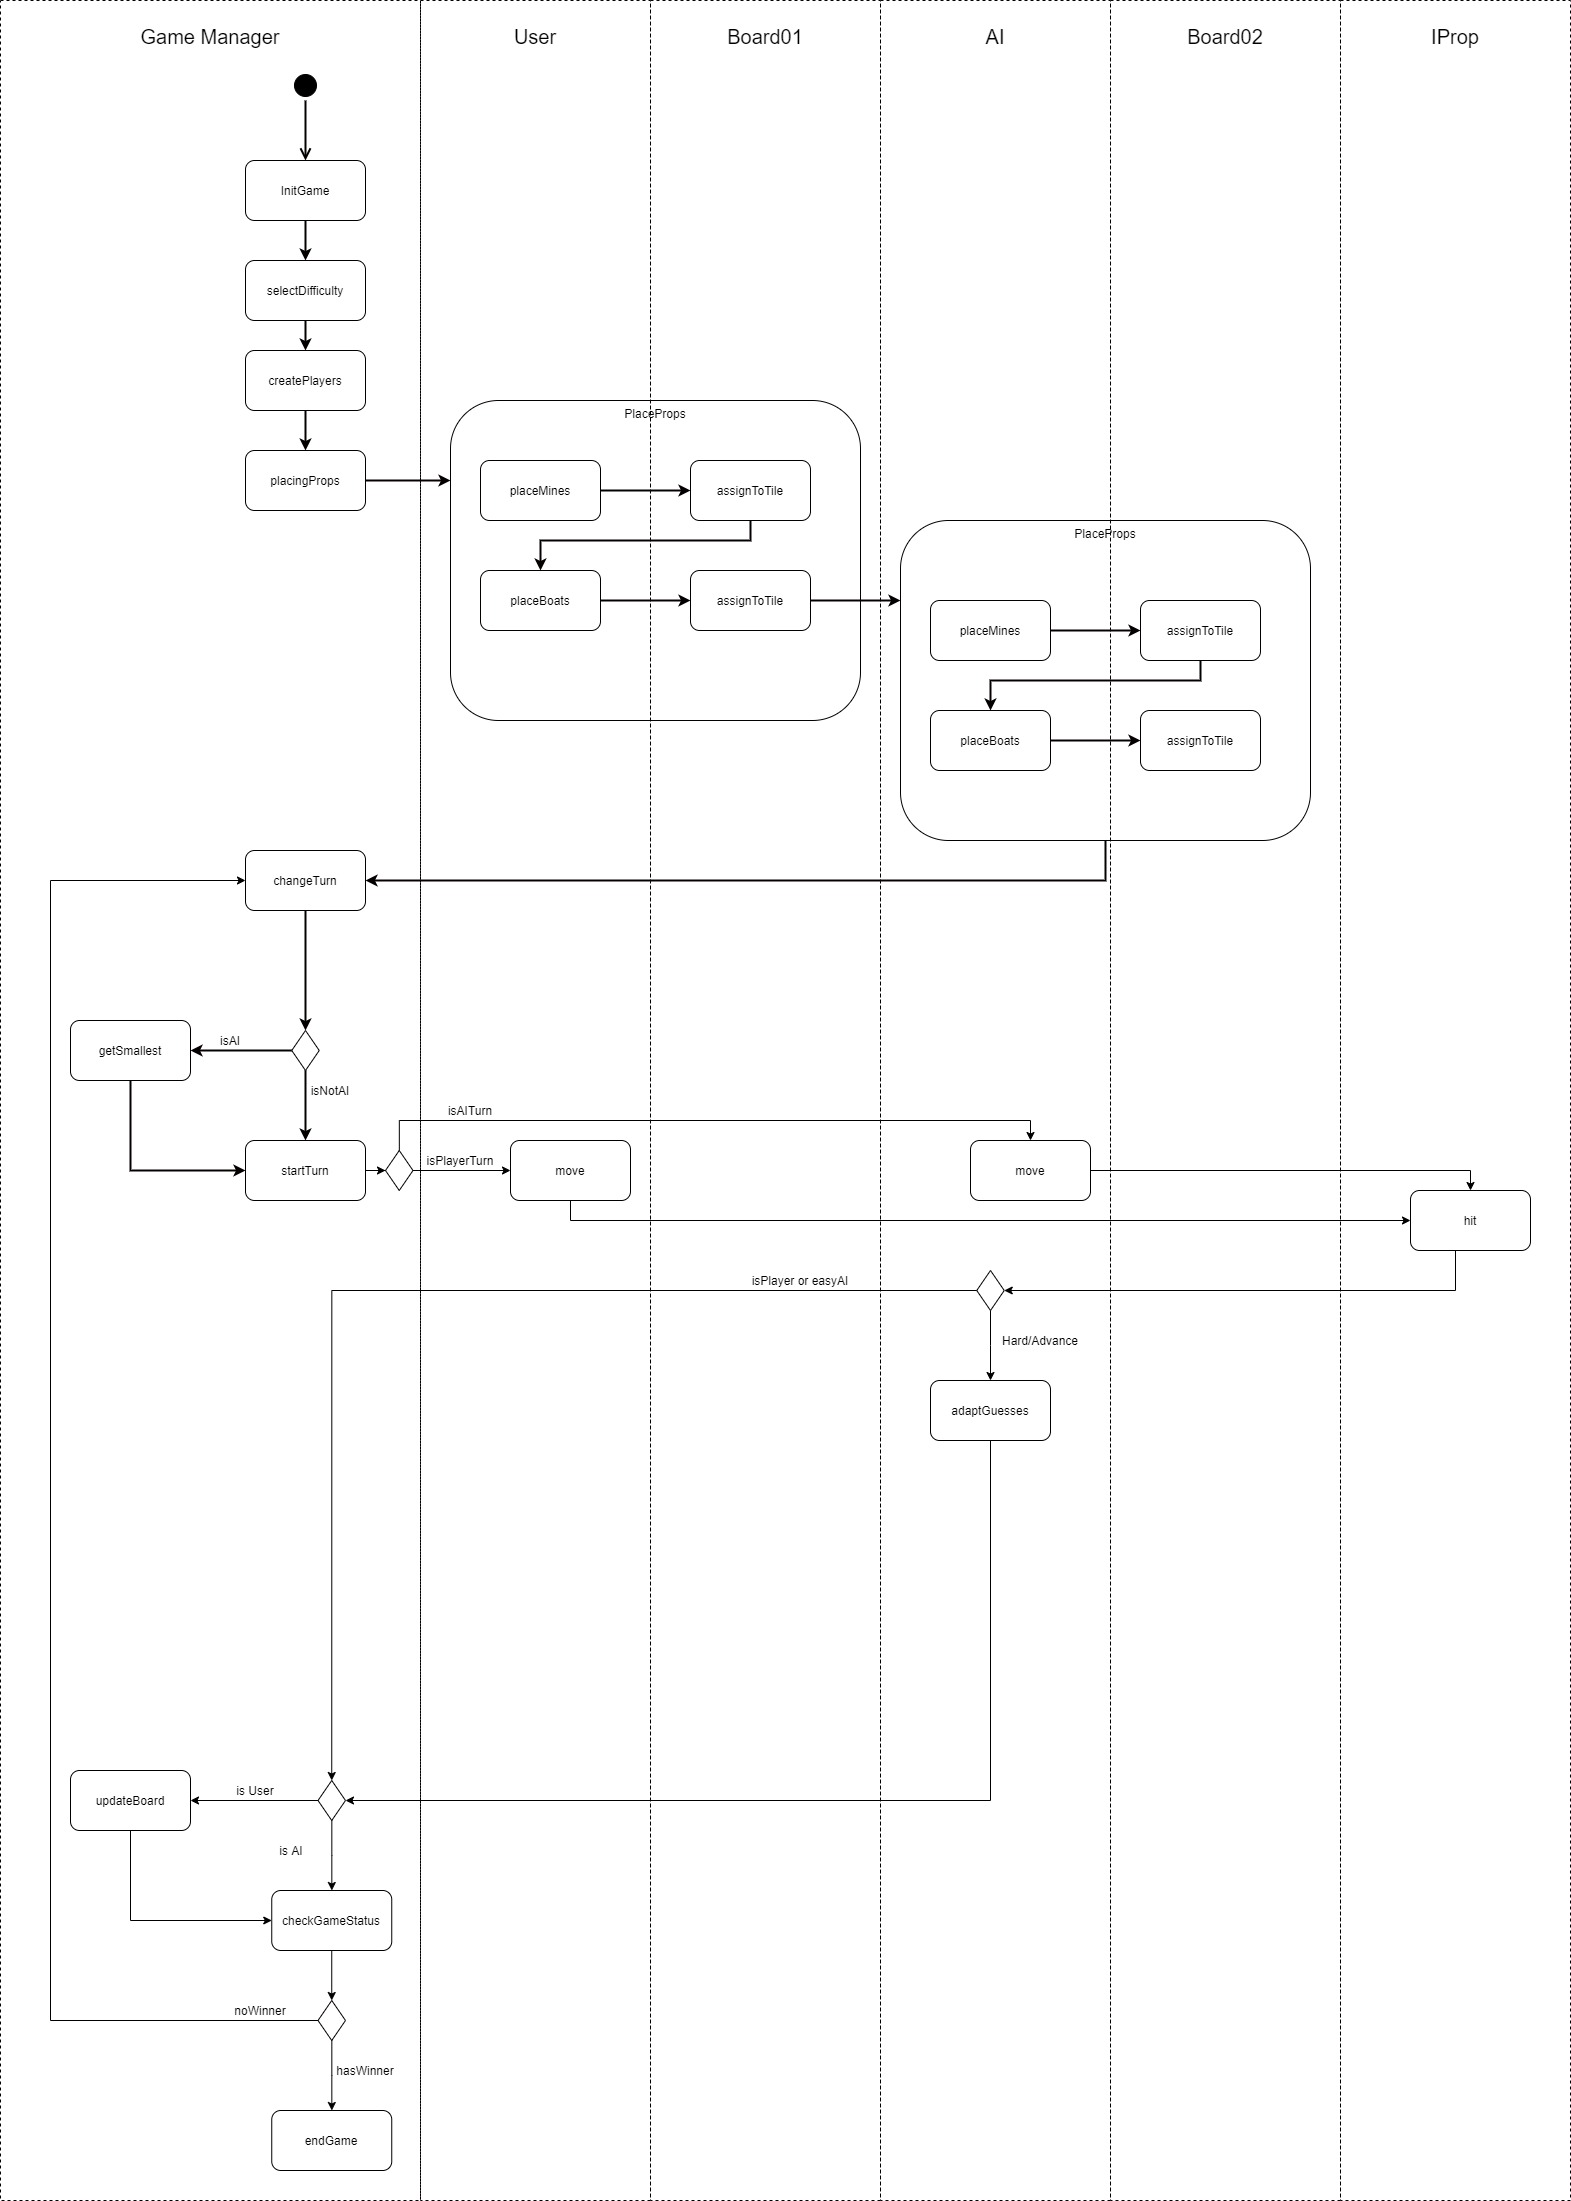 Game Manager
User
Board01
AI
Board02
IProp
InitGame
selectDifficulty
createPlayers
placingProps
PlaceProps
placeMines
assignToTile
placeBoats
assignToTile
PlaceProps
placeMines
assignToTile
placeBoats
assignToTile
changeTurn
getSmallest
isAI
isNotAI
startTurn
isAITurn
isPlayerTurn
move
move
hit
isPlayer or easyAI
Hard/Advance
adaptGuesses
updateBoard
is User
is AI
checkGameStatus
noWinner
hasWinner
endGame